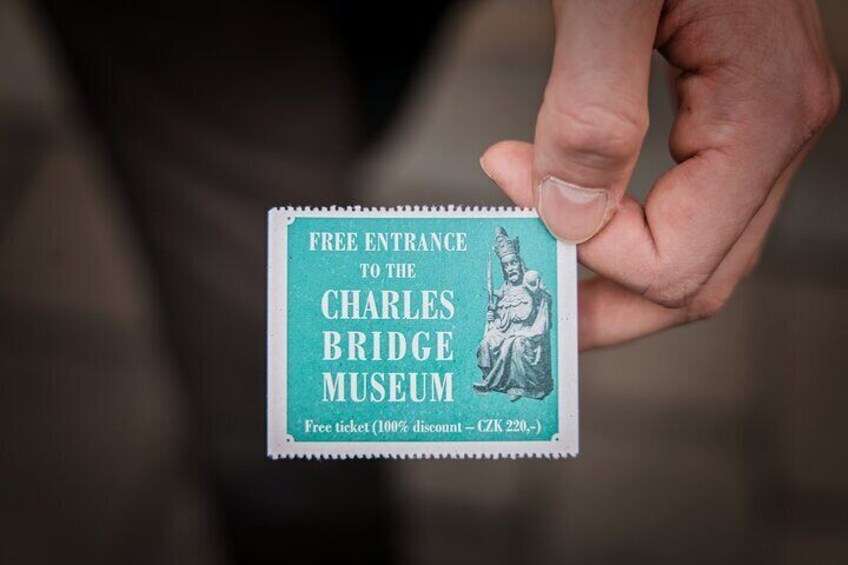 FREE ENTRANCE
TO THE
CHARLES
BRIDGE
MUSEUM
Free ticket (100% discount – CZK 220,-)